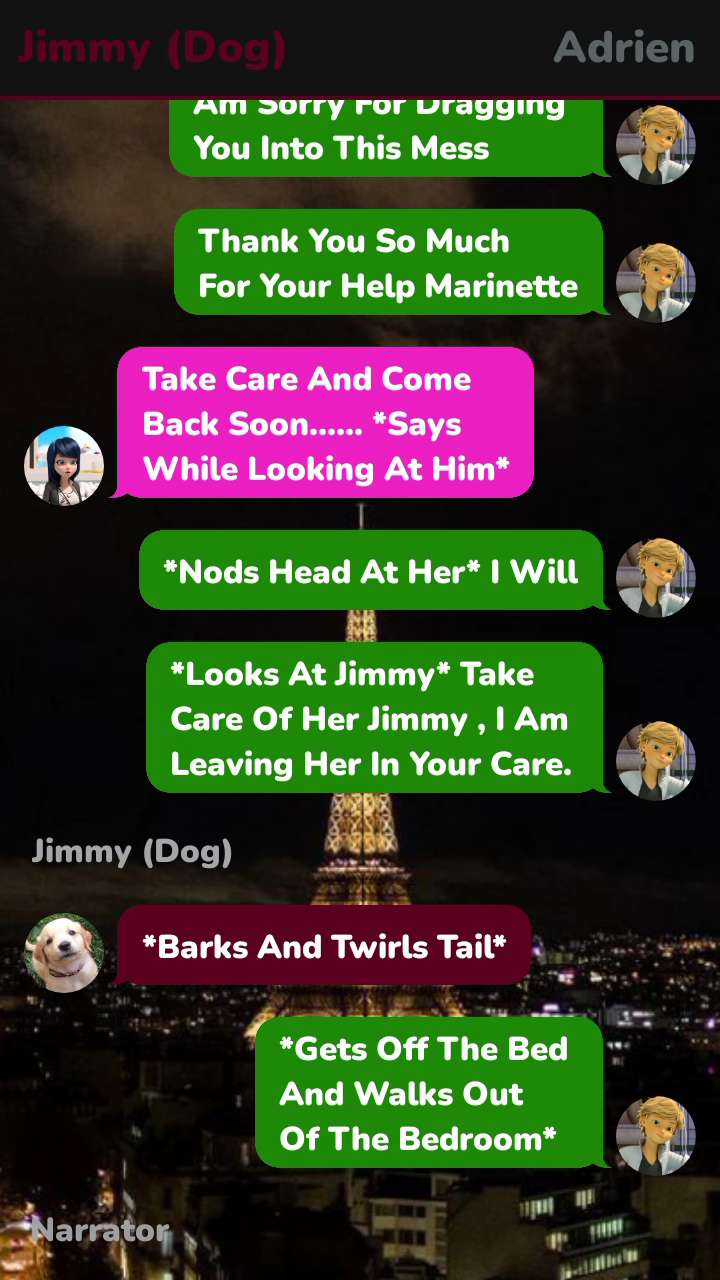 Jimmy (Dog) Adrien
Am Sorry For Dragging
You Into This Mess
Thank You So Much
For Your Help Marinette
Take Care And Come
Back Soon...... *Says
While Looking At Him*
*Nods Head At Her* I Will
*Looks At Jimmy* Take
Care Of Her Jimmy , I Am
Leaving Her In Your Care.
Jimmy (Dog)
*Barks And Twirls Tail*
*Gets Off The Bed
And Walks Out
Of The Bedroom*
Narrator